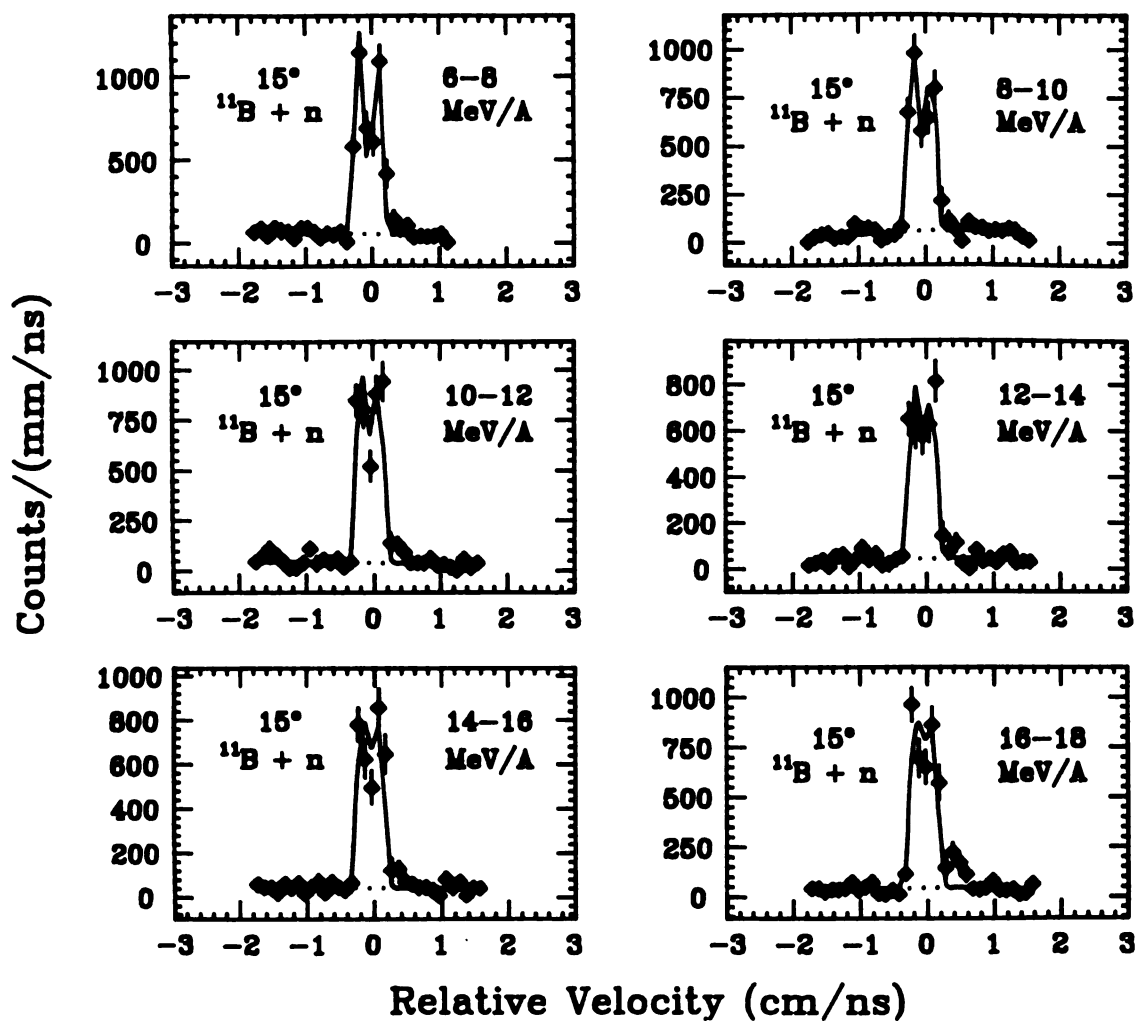 15° 6−8
¹¹B + n MeV/A
1000
500
0
−3 −2 −1 0 1 2 3
15° 8−10
¹¹B + n MeV/A
1000
750
500
250
0
−3 −2 −1 0 1 2 3
Counts/(mm/ns)
15° 10−12
¹¹B + n MeV/A
1000
750
500
250
0
−3 −2 −1 0 1 2 3
15° 12−14
¹¹B + n MeV/A
800
600
400
200
0
−3 −2 −1 0 1 2 3
15° 14−16
¹¹B + n MeV/A
1000
800
600
400
200
0
−3 −2 −1 0 1 2 3
15° 16−18
¹¹B + n MeV/A
1000
750
500
250
0
−3 −2 −1 0 1 2 3
Relative Velocity (cm/ns)